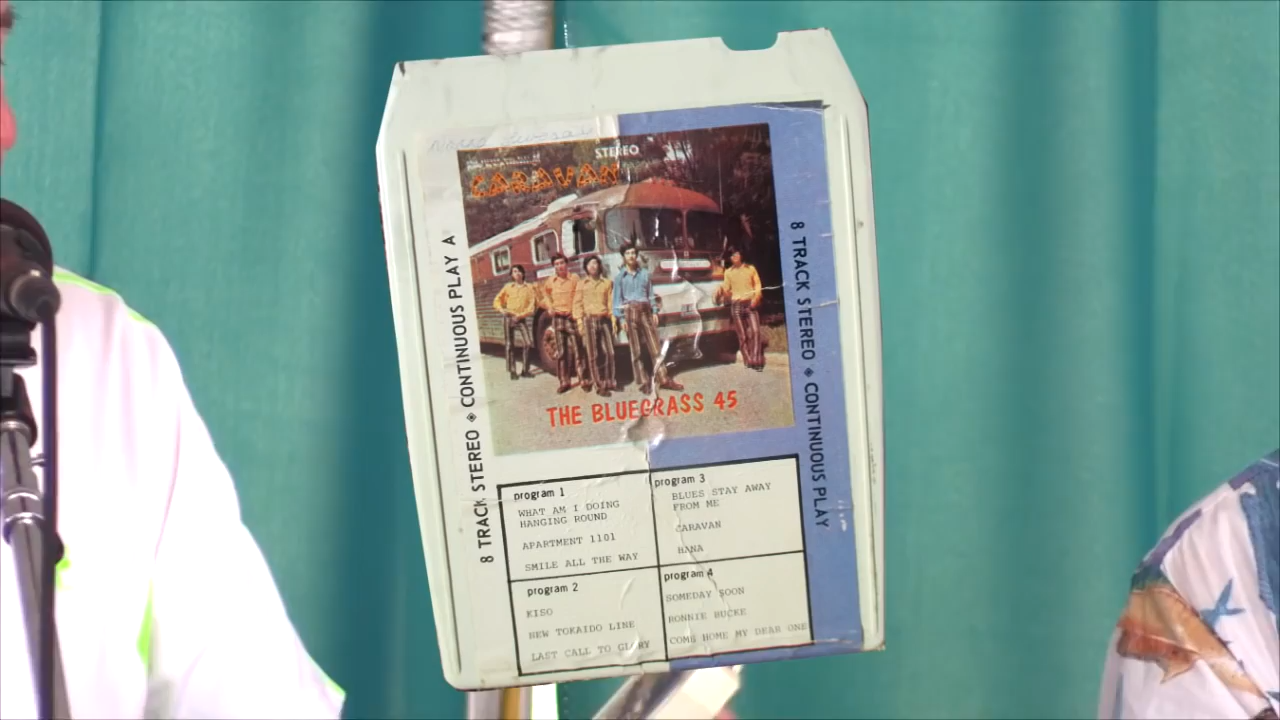 STEREO
CARAVAN
THE BLUEGRASS 45
8 TRACK STEREO ◈ CONTINUOUS PLAY A
8 TRACK STEREO ◈ CONTINUOUS PLAY
program 1
WHAT AM I DOING
HANGING ROUND
APARTMENT 1101
SMILE ALL THE WAY
program 2
KISO
NEW TOKAIDO LINE
LAST CALL TO GLORY
program 3
BLUES STAY AWAY
FROM ME
CARAVAN
HANA
program 4
SOMEDAY SOON
RONNIE BUCKE
COME HOME MY DEAR ONE